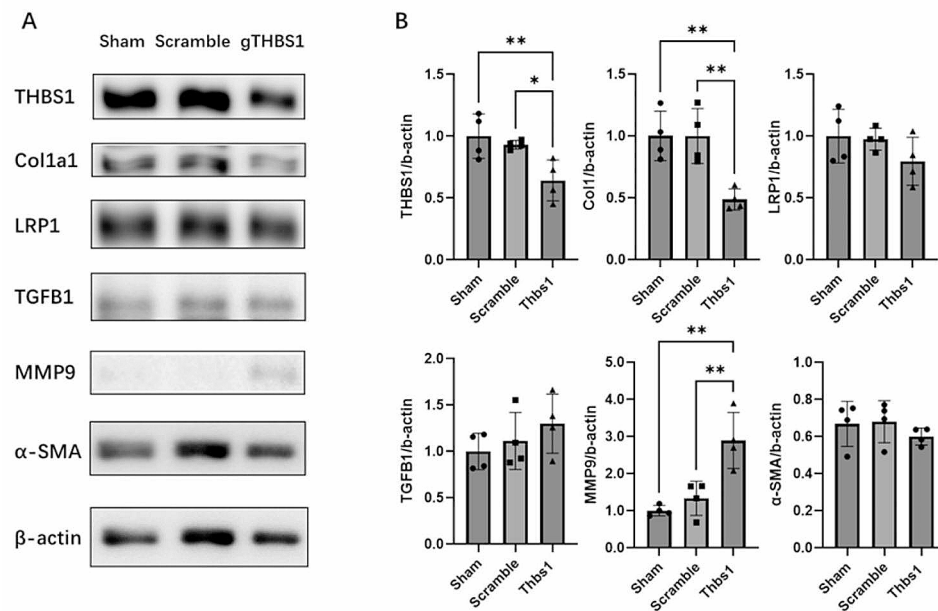 A
Sham Scramble gTHBS1
THBS1
Col1a1
LRP1
TGFB1
MMP9
α-SMA
β-actin
B
THBS1/b-actin
1.5
1.0
0.5
0.0
**
*
Sham
Scramble
Thbs1
Col1/b-actin
1.5
1.0
0.5
0.0
**
**
Sham
Scramble
Thbs1
LRP1/b-actin
1.5
1.0
0.5
0.0
Sham
Scramble
Thbs1
TGFB1/b-actin
2.0
1.5
1.0
0.5
0.0
Sham
Scramble
Thbs1
MMP9/b-actin
5.0
4.0
3.0
2.0
1.0
0.0
**
**
Sham
Scramble
Thbs1
α-SMA/b-actin
1.0
0.8
0.6
0.4
0.2
0.0
Sham
Scramble
Thbs1